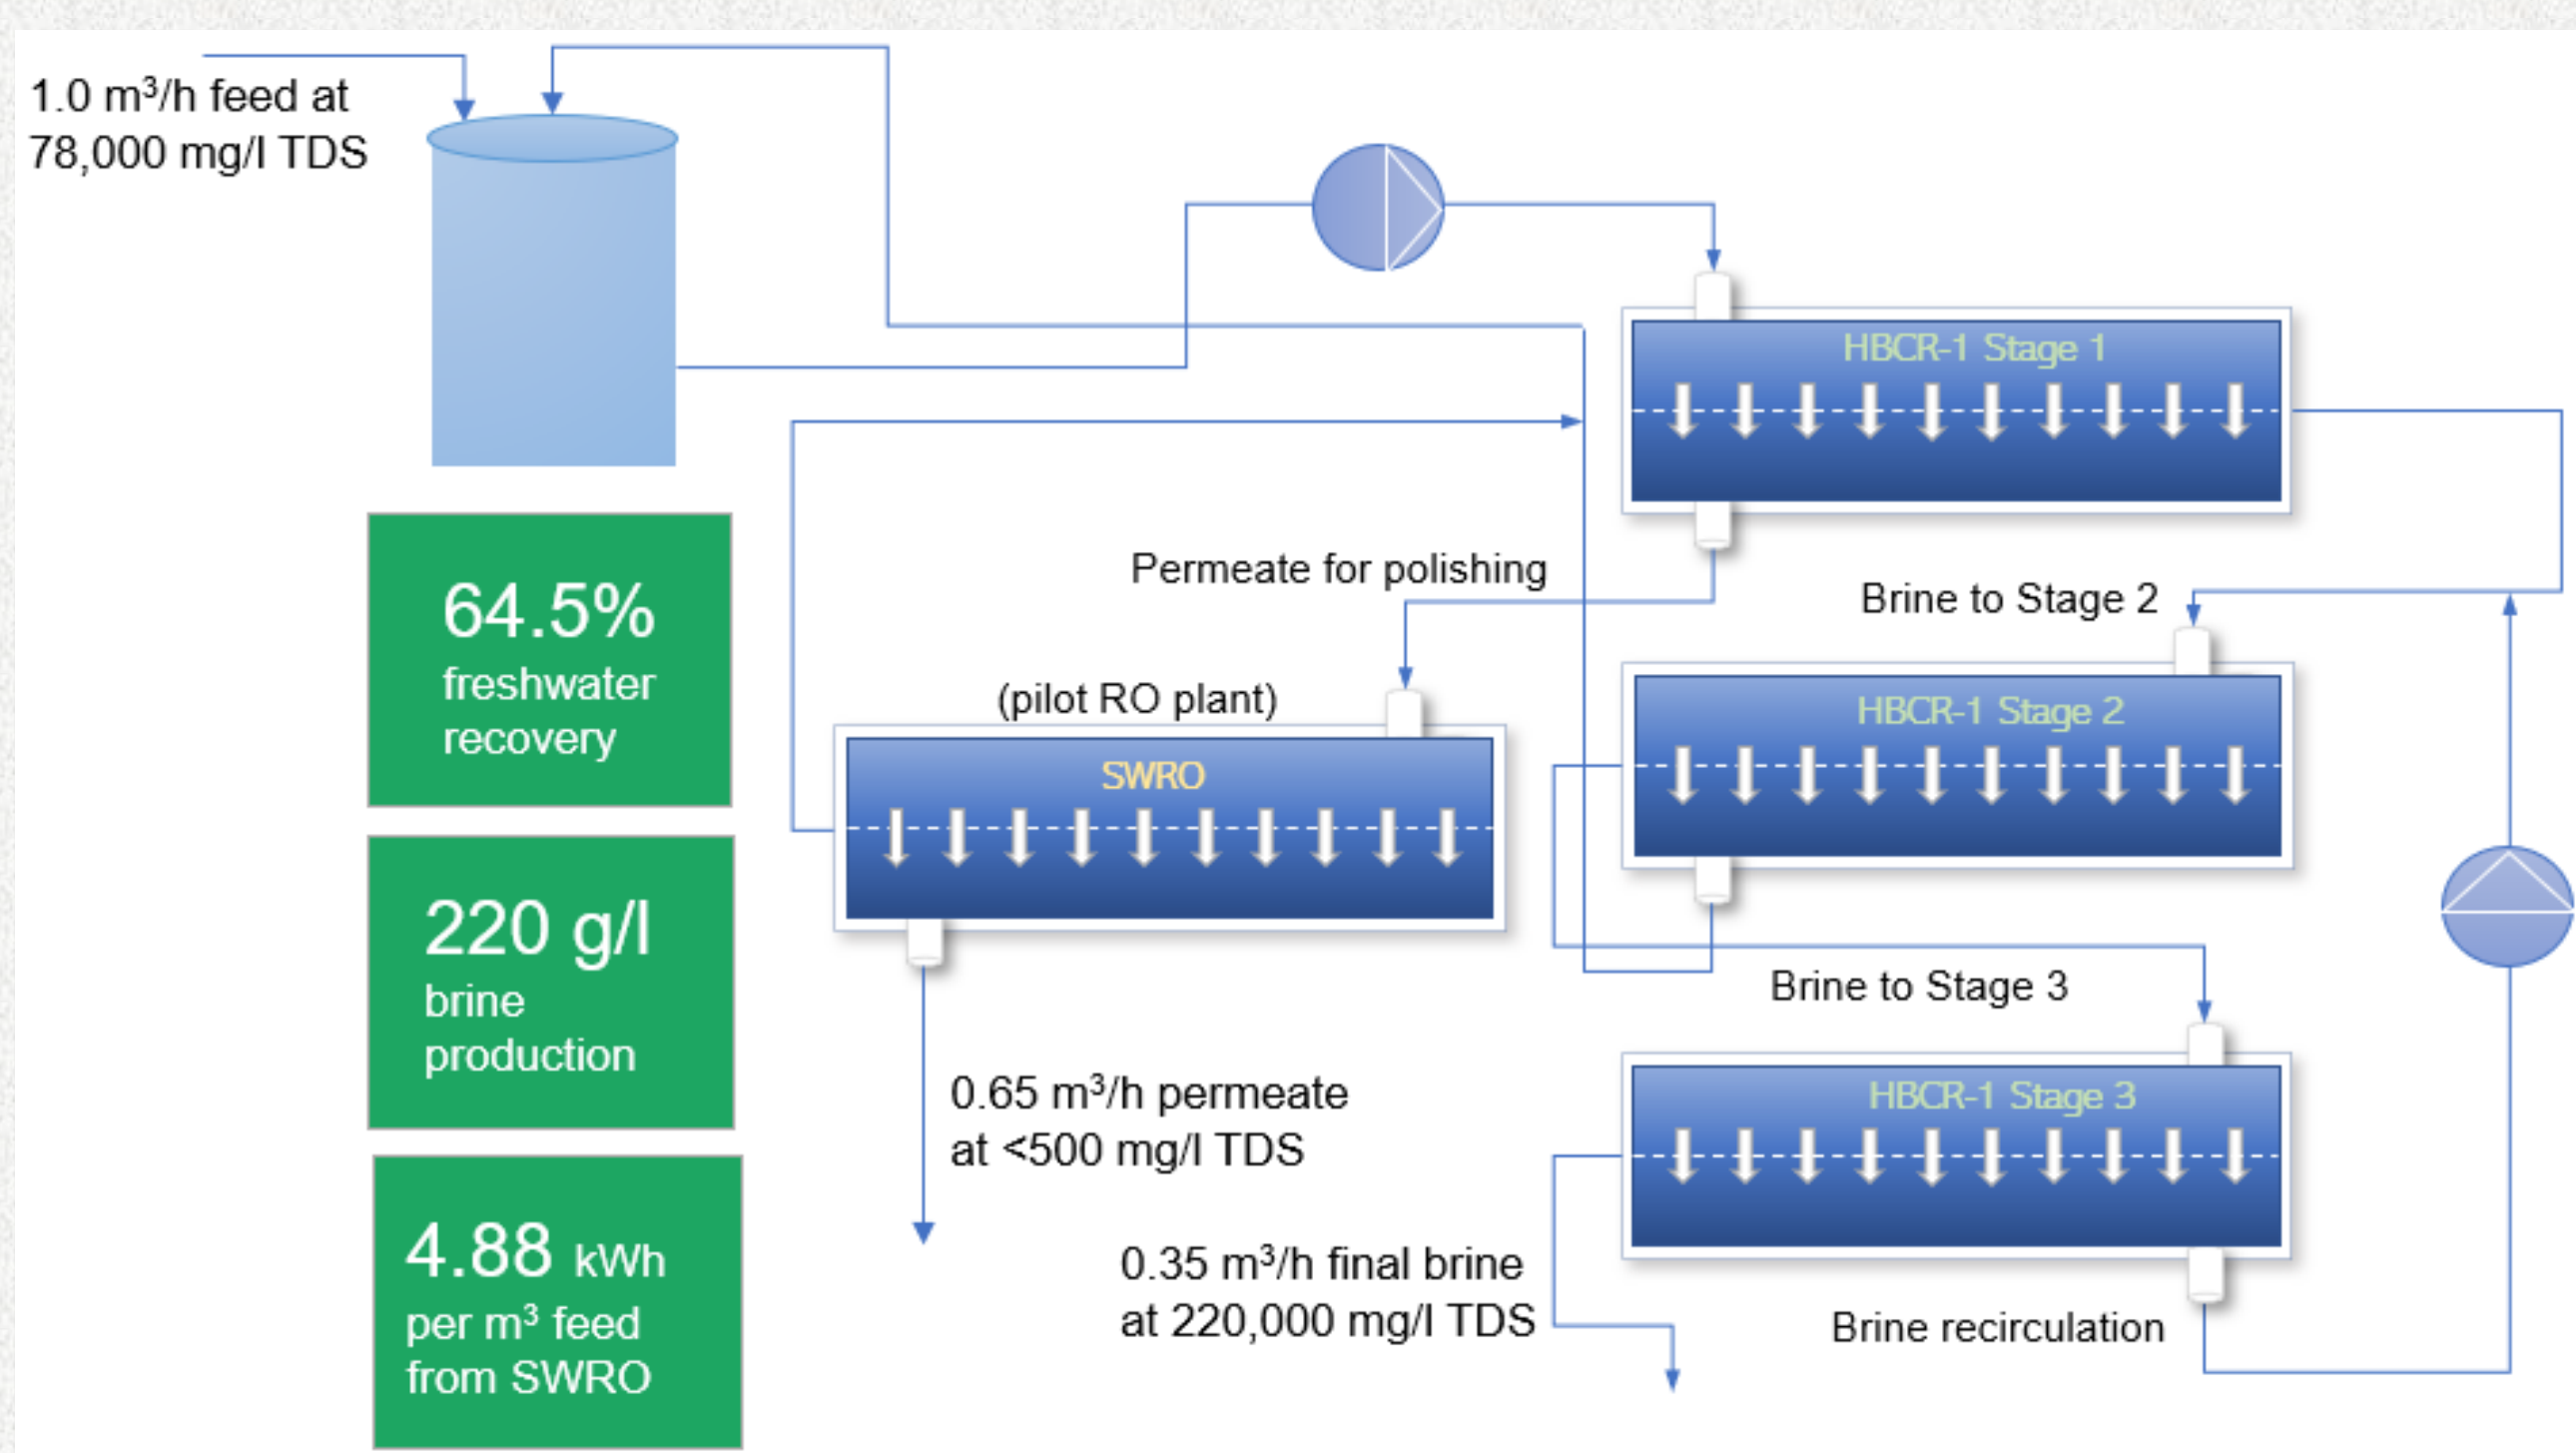 1.0 m³/h feed at
78,000 mg/l TDS
HBCR-1 Stage 1
64.5%
freshwater
recovery
Permeate for polishing
Brine to Stage 2
(pilot RO plant)
SWRO
HBCR-1 Stage 2
220 g/l
brine
production
Brine to Stage 3
0.65 m³/h permeate
at <500 mg/l TDS
HBCR-1 Stage 3
4.88 kWh
per m³ feed
from SWRO
0.35 m³/h final brine
at 220,000 mg/l TDS
Brine recirculation